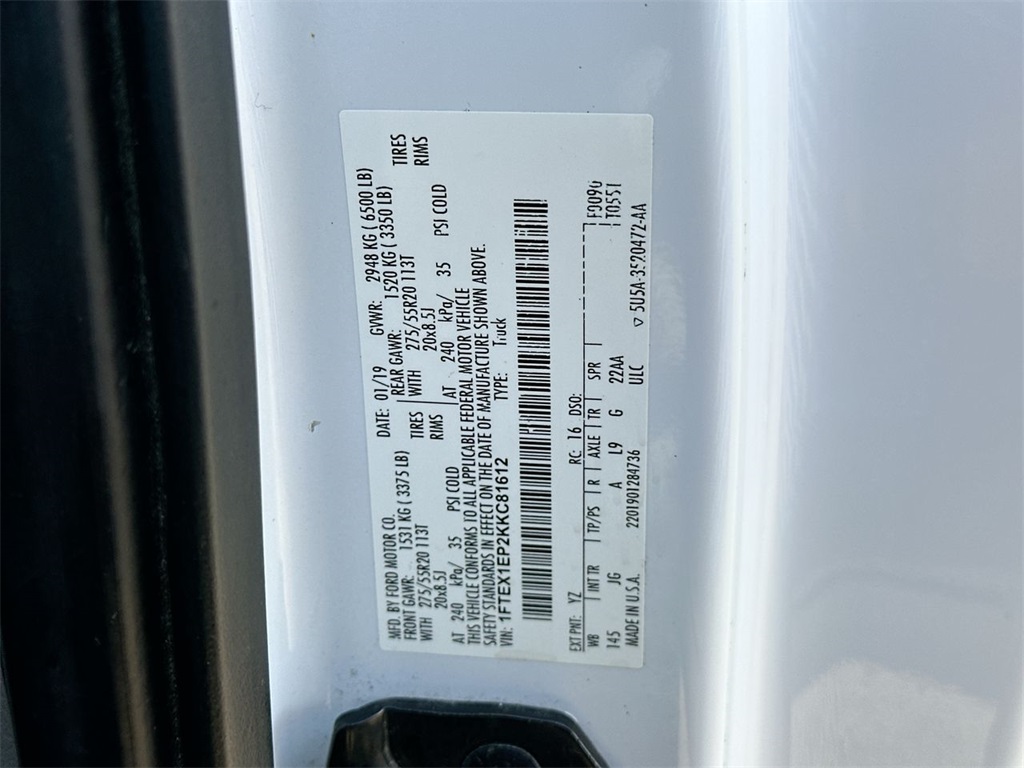 MFD. BY FORD MOTOR CO.
DATE: 01/19 GVWR: 2948 KG ( 6500 LB)
FRONT GAWR: 1531 KG ( 3375 LB)
REAR GAWR: 1520 KG ( 3350 LB)
WITH 275/55R20 113T TIRES
WITH 275/55R20 113T TIRES
20x8.5J RIMS
20x8.5J RIMS
AT 240 kPa/ 35 PSI COLD
AT 240 kPa/ 35 PSI COLD
THIS VEHICLE CONFORMS TO ALL APPLICABLE FEDERAL MOTOR VEHICLE
SAFETY STANDARDS IN EFFECT ON THE DATE OF MANUFACTURE SHOWN ABOVE.
VIN: 1FTEX1EP2KKC81612 TYPE: Truck
EXT PNT: YZ RC: 16 DSO:
WB INT TR TP/PS R AXLE TR SPR
F0090
145 JG A L9 G 22AA
T0551
MADE IN U.S.A. 2201901284736 ULC
▽ 5U5A-3520472-AA